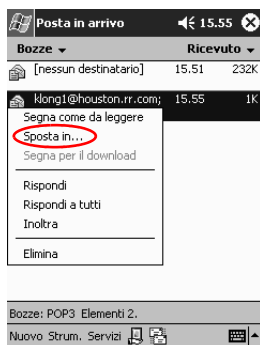 Posta in arrivo 15.55
Bozze Ricevuto
[nessun destinatario] 15.51 232K
klong1@houston.rr.com; 15.55 1K
Segna come da leggere
Sposta in...
Segna per il download
Rispondi
Rispondi a tutti
Inoltra
Elimina
Bozze: POP3 Elementi 2.
Nuovo Strum. Servizi